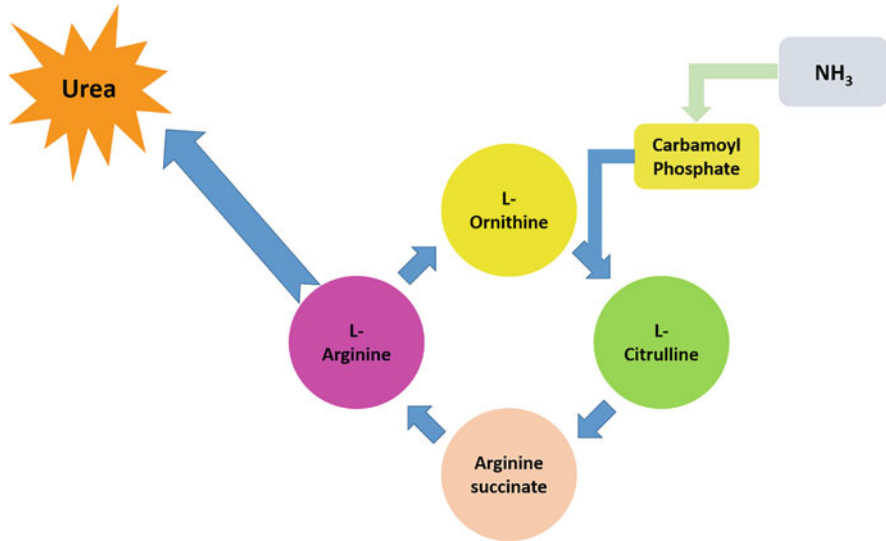 Urea
NH₃
Carbamoyl
Phosphate
L-
Ornithine
L-
Arginine
L-
Citrulline
Arginine
succinate